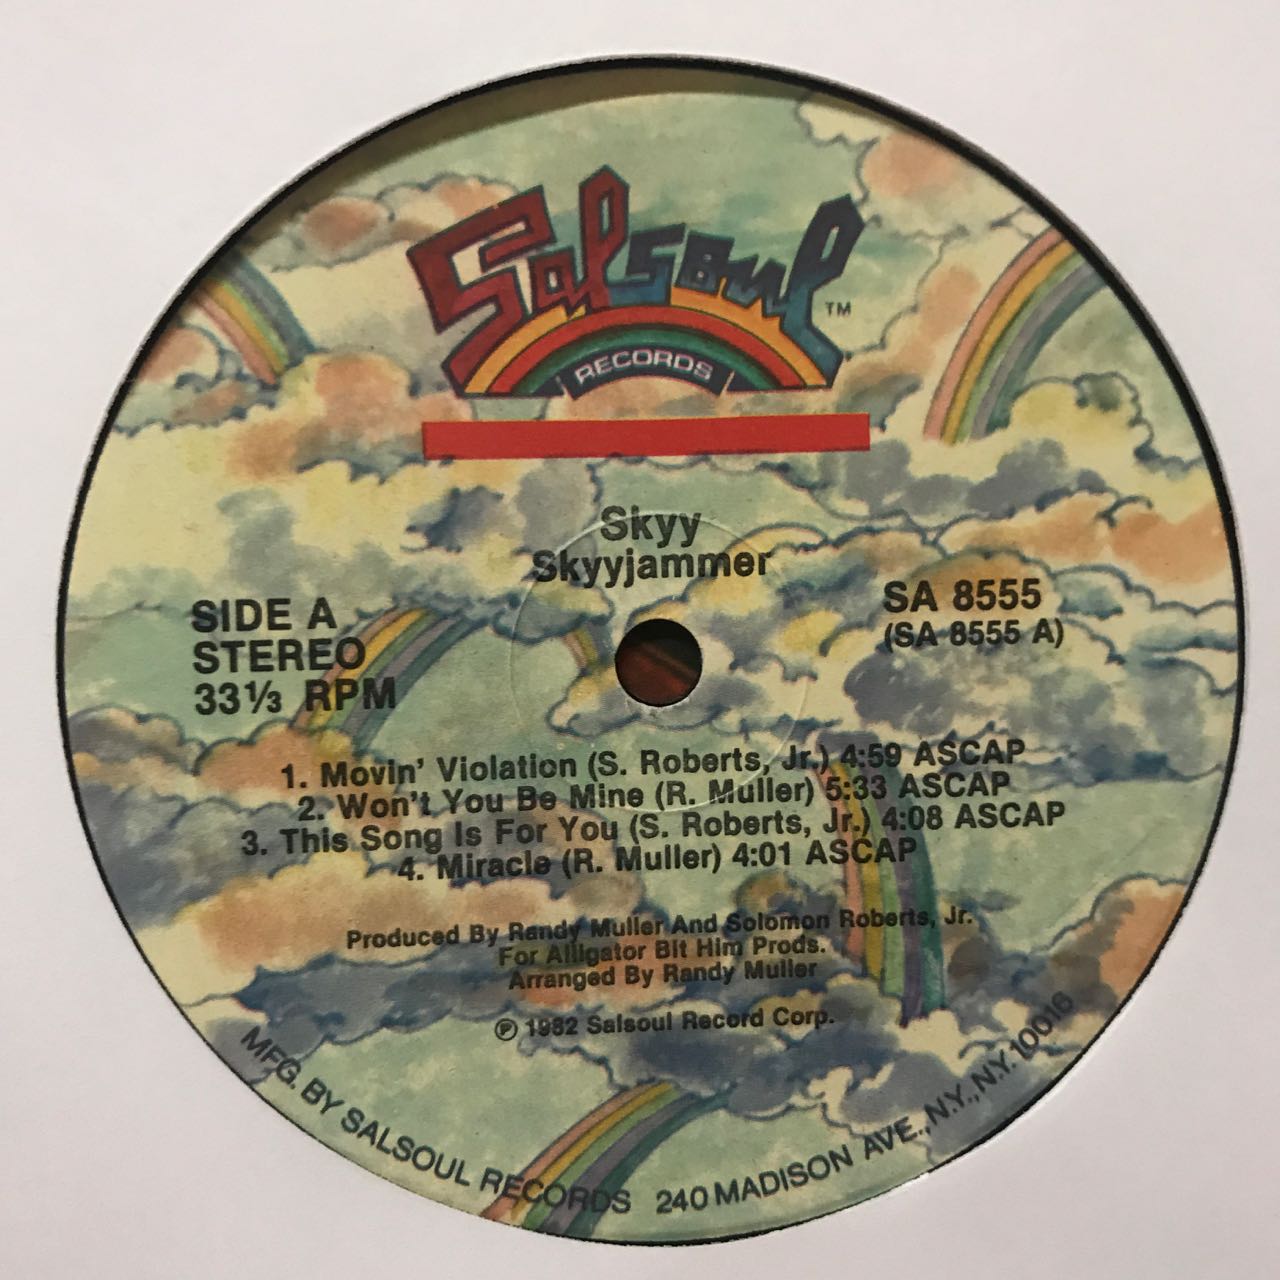 Salsoul TM
RECORDS
Skyy
Skyyjammer
SIDE A
STEREO
33⅓ RPM
SA 8555
(SA 8555 A)
1. Movin' Violation (S. Roberts, Jr.) 4:59 ASCAP
2. Won't You Be Mine (R. Muller) 5:33 ASCAP
3. This Song Is For You (S. Roberts, Jr.) 4:08 ASCAP
4. Miracle (R. Muller) 4:01 ASCAP
Produced By Randy Muller And Solomon Roberts, Jr.
For Alligator Bit Him Prods.
Arranged By Randy Muller
℗ 1982 Salsoul Record Corp.
MFG. BY SALSOUL RECORDS 240 MADISON AVE., N.Y., N.Y. 10016